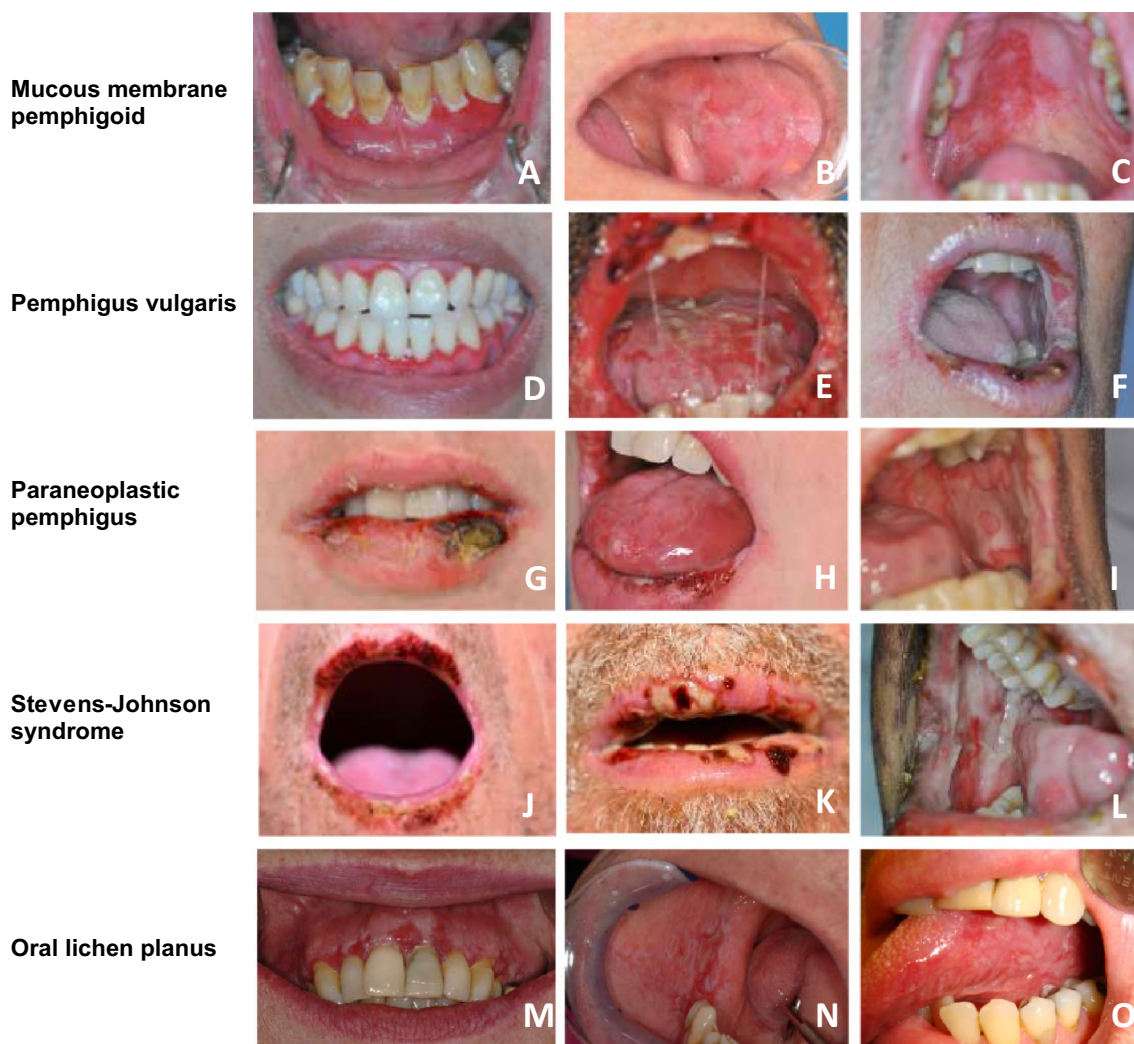 Mucous membrane
pemphigoid
A
B
C
Pemphigus vulgaris
D
E
F
Paraneoplastic
pemphigus
G
H
I
Stevens-Johnson
syndrome
J
K
L
Oral lichen planus
M
N
O